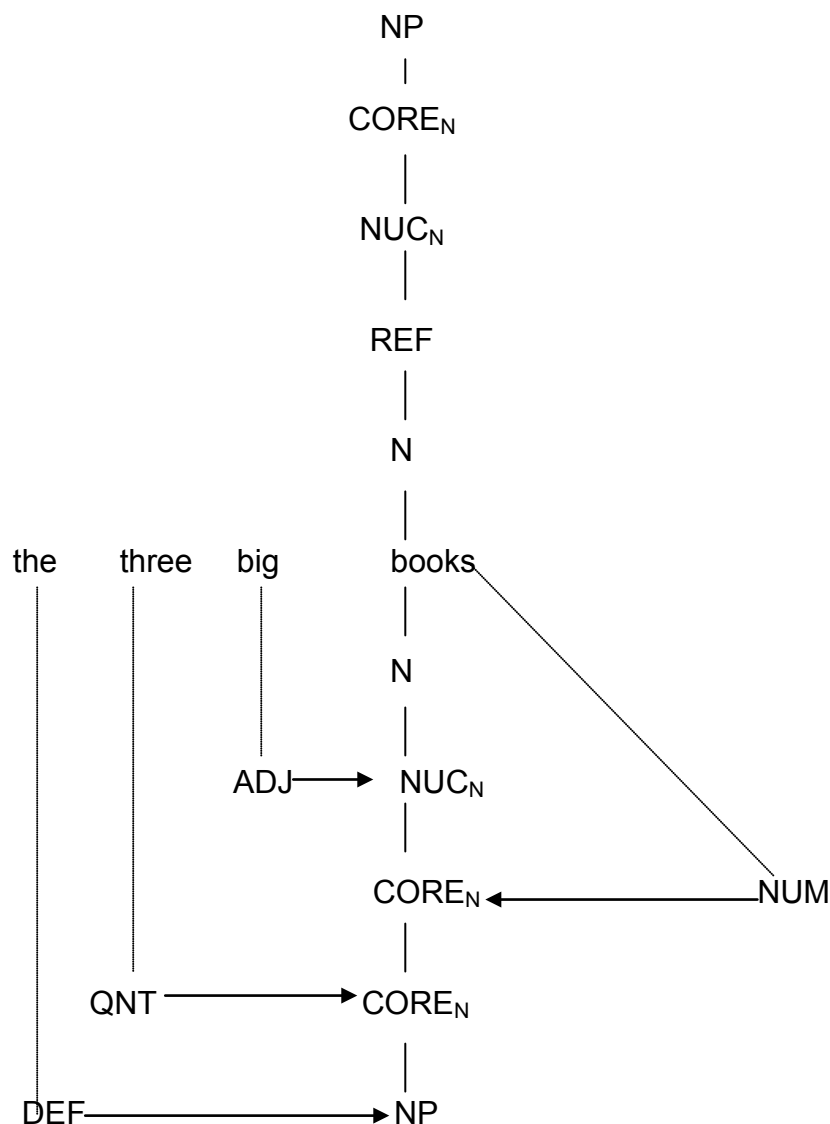 NP
CORE_N
NUC_N
REF
N
the three big books
N
ADJ NUC_N
CORE_N NUM
QNT CORE_N
DEF NP